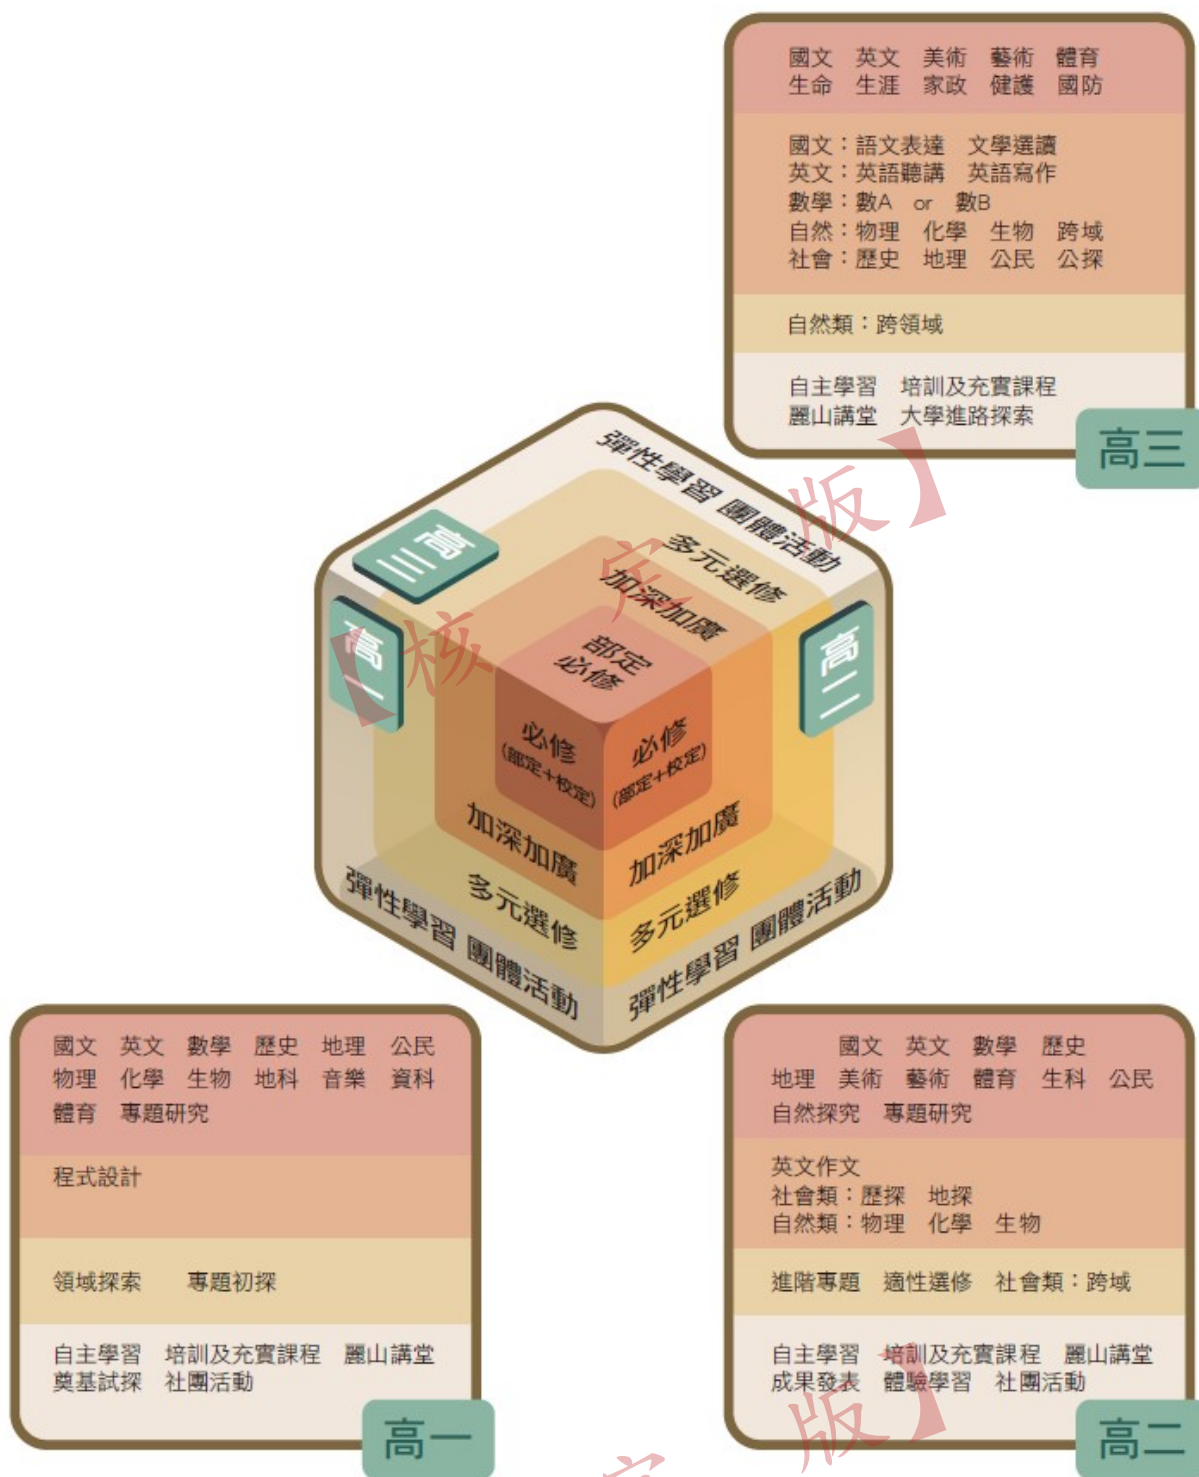 國文 英文 美術 藝術 體育
生命 生涯 家政 健護 國防
國文：語文表達 文學選讀
英文：英語聽講 英語寫作
數學：數A or 數B
自然：物理 化學 生物 跨域
社會：歷史 地理 公民 公探
自然類：跨領域
自主學習 培訓及充實課程
麗山講堂 大學進路探索
高三
彈性學習 團體活動
多元選修
加深加廣
部定
必修
高三
高一
高二
必修
(部定+校定)
加深加廣
多元選修
彈性學習 團體活動
必修
(部定+校定)
加深加廣
多元選修
彈性學習 團體活動
【核定版】
國文 英文 數學 歷史 地理 公民
物理 化學 生物 地科 音樂 資科
體育 專題研究
程式設計
領域探索 專題初探
自主學習 培訓及充實課程 麗山講堂
奠基試探 社團活動
高一
國文 英文 數學 歷史
地理 美術 藝術 體育 生科 公民
自然探究 專題研究
英文作文
社會類：歷探 地探
自然類：物理 化學 生物
進階專題 適性選修 社會類：跨域
自主學習 培訓及充實課程 麗山講堂
成果發表 體驗學習 社團活動
高二
版】